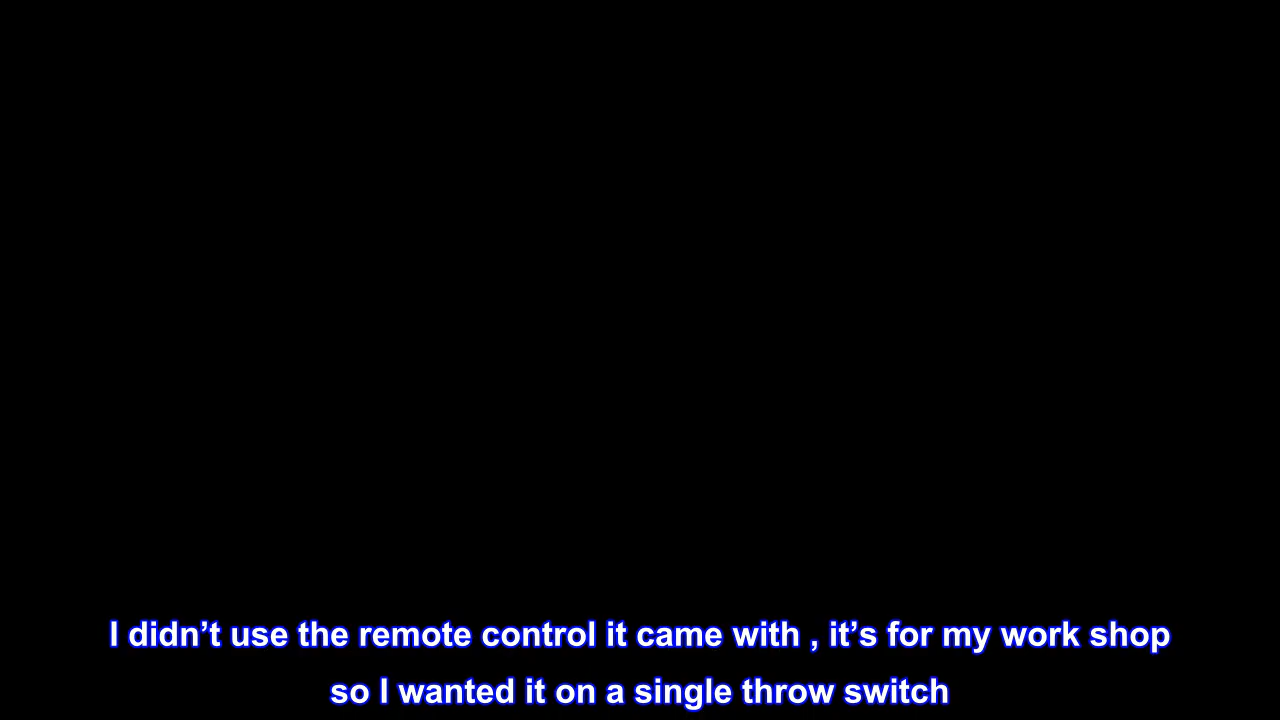 I didn’t use the remote control it came with , it’s for my work shop
so I wanted it on a single throw switch